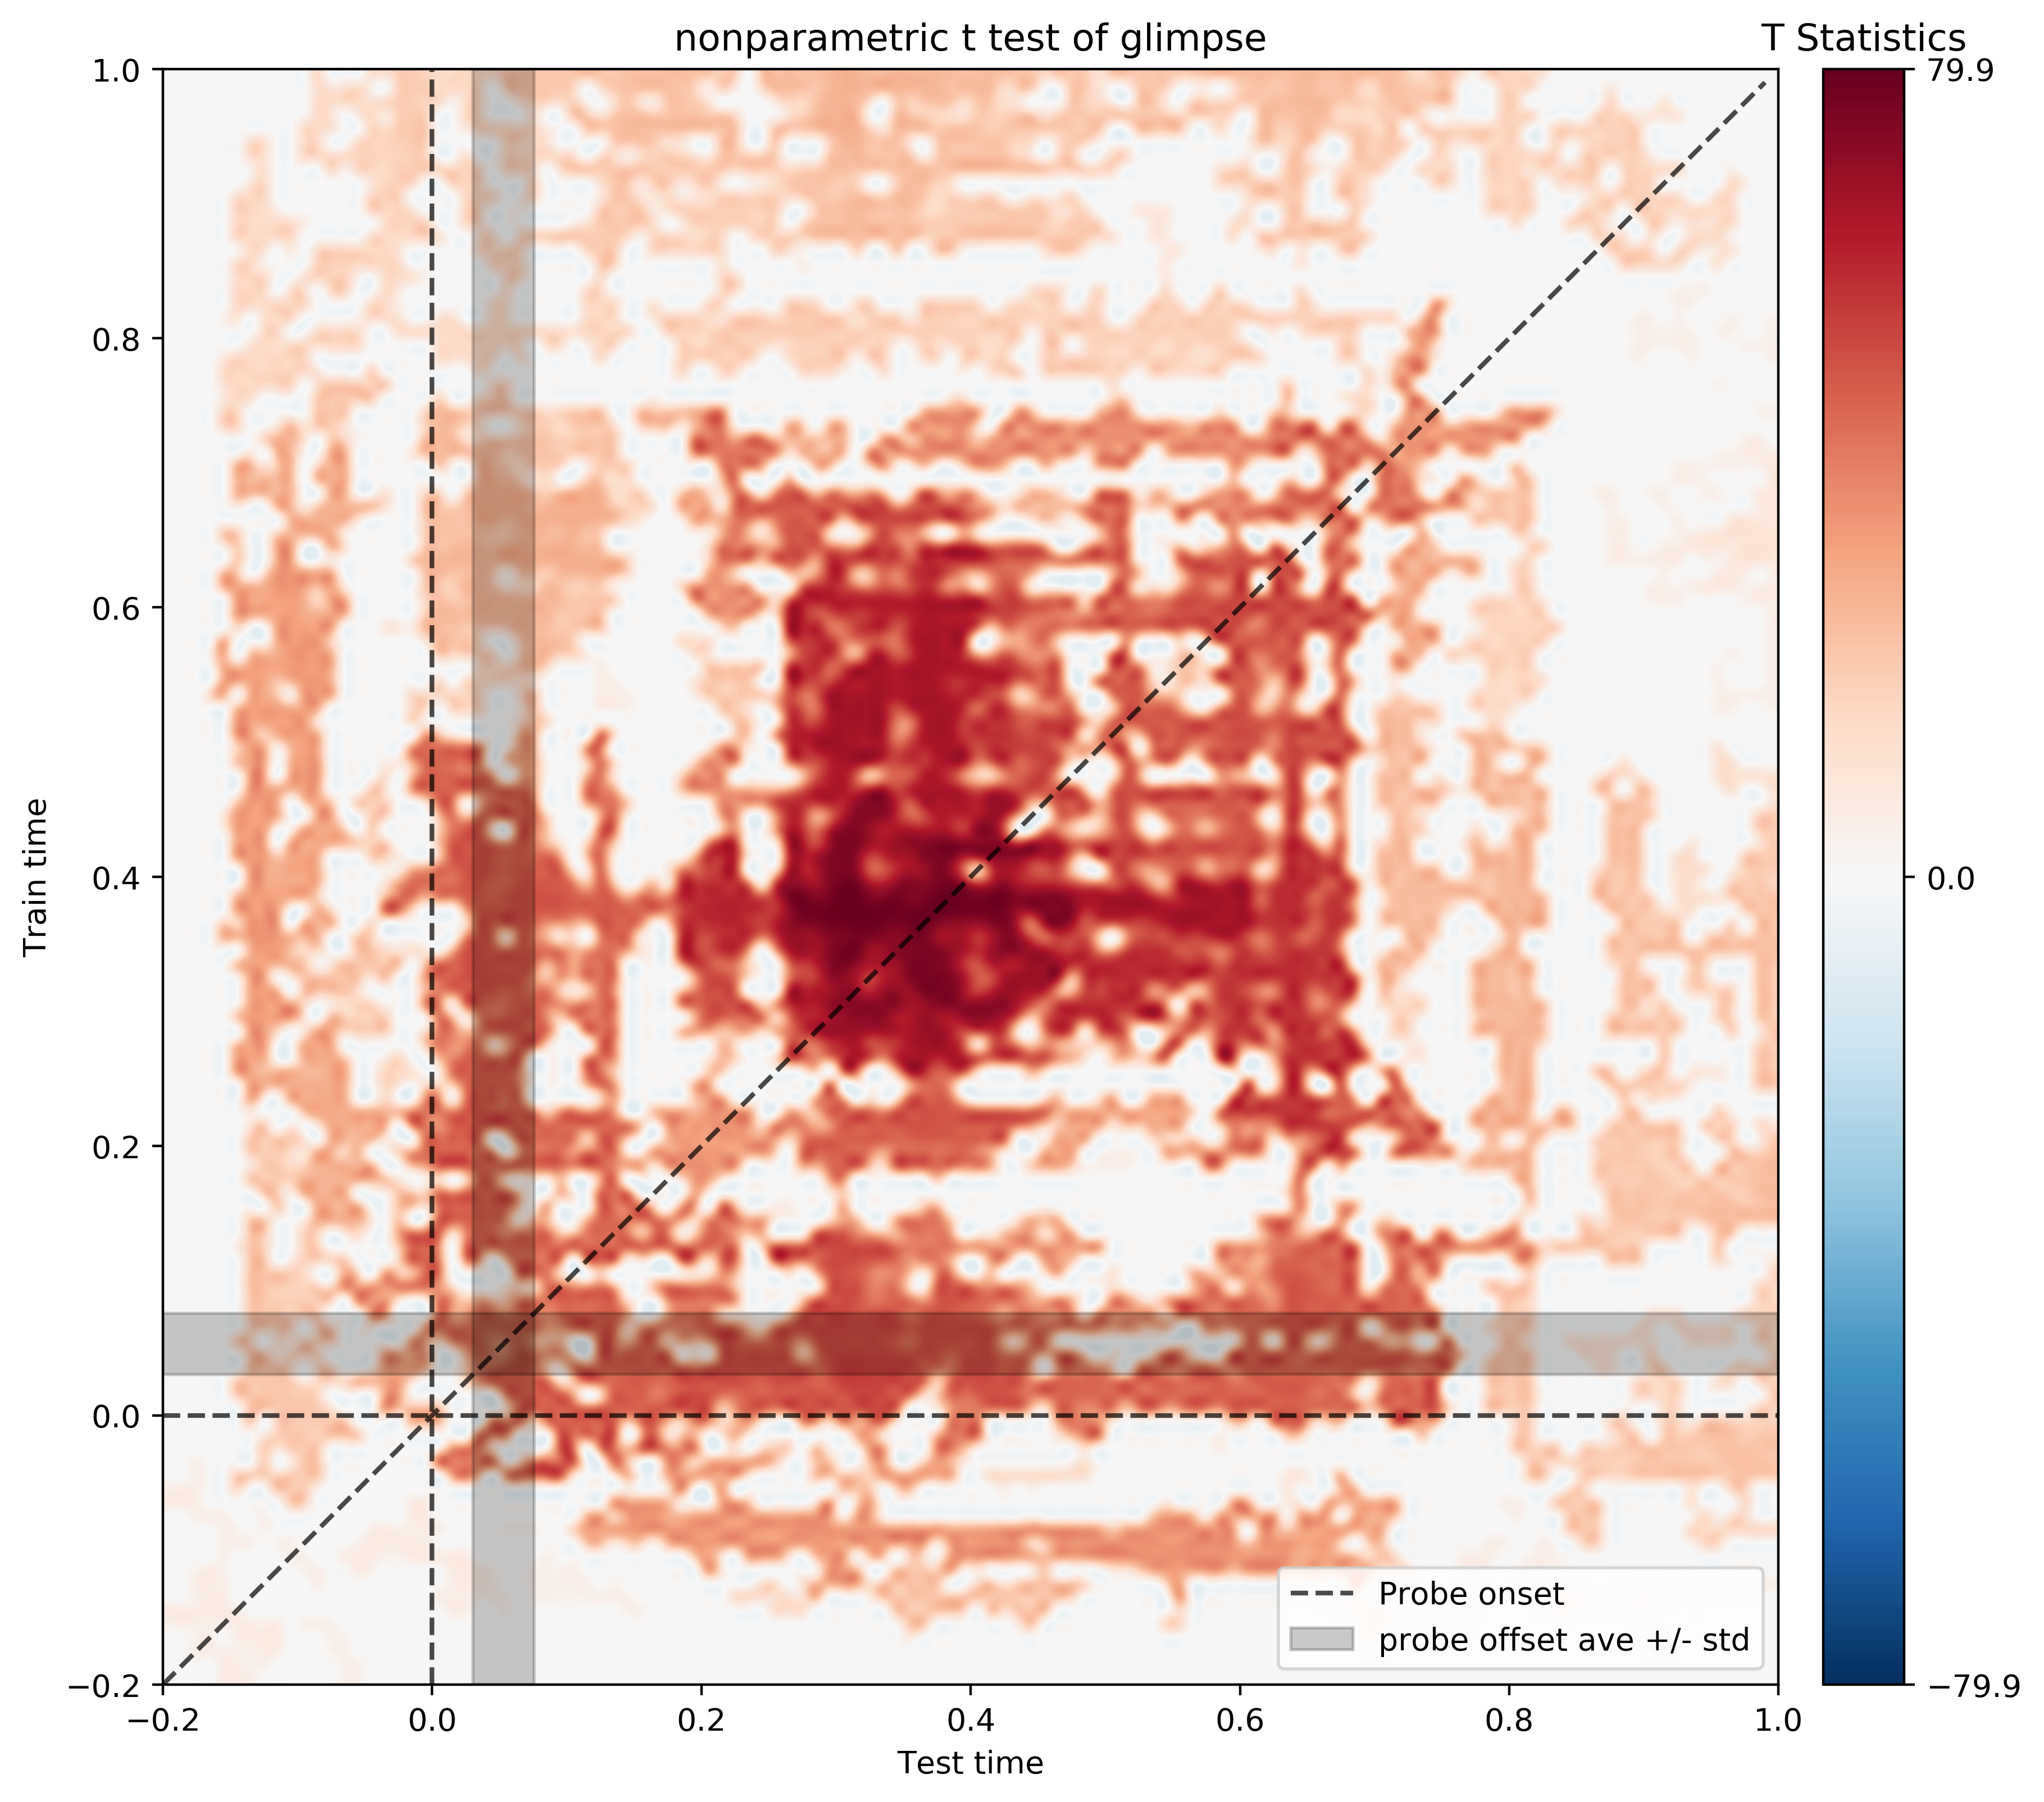 nonparametric t test of glimpse
T Statistics
1.0
0.8
0.6
0.4
0.2
0.0
−0.2
Train time
−0.2
0.0
0.2
0.4
0.6
0.8
1.0
Test time
Probe onset
probe offset ave +/- std
79.9
0.0
−79.9